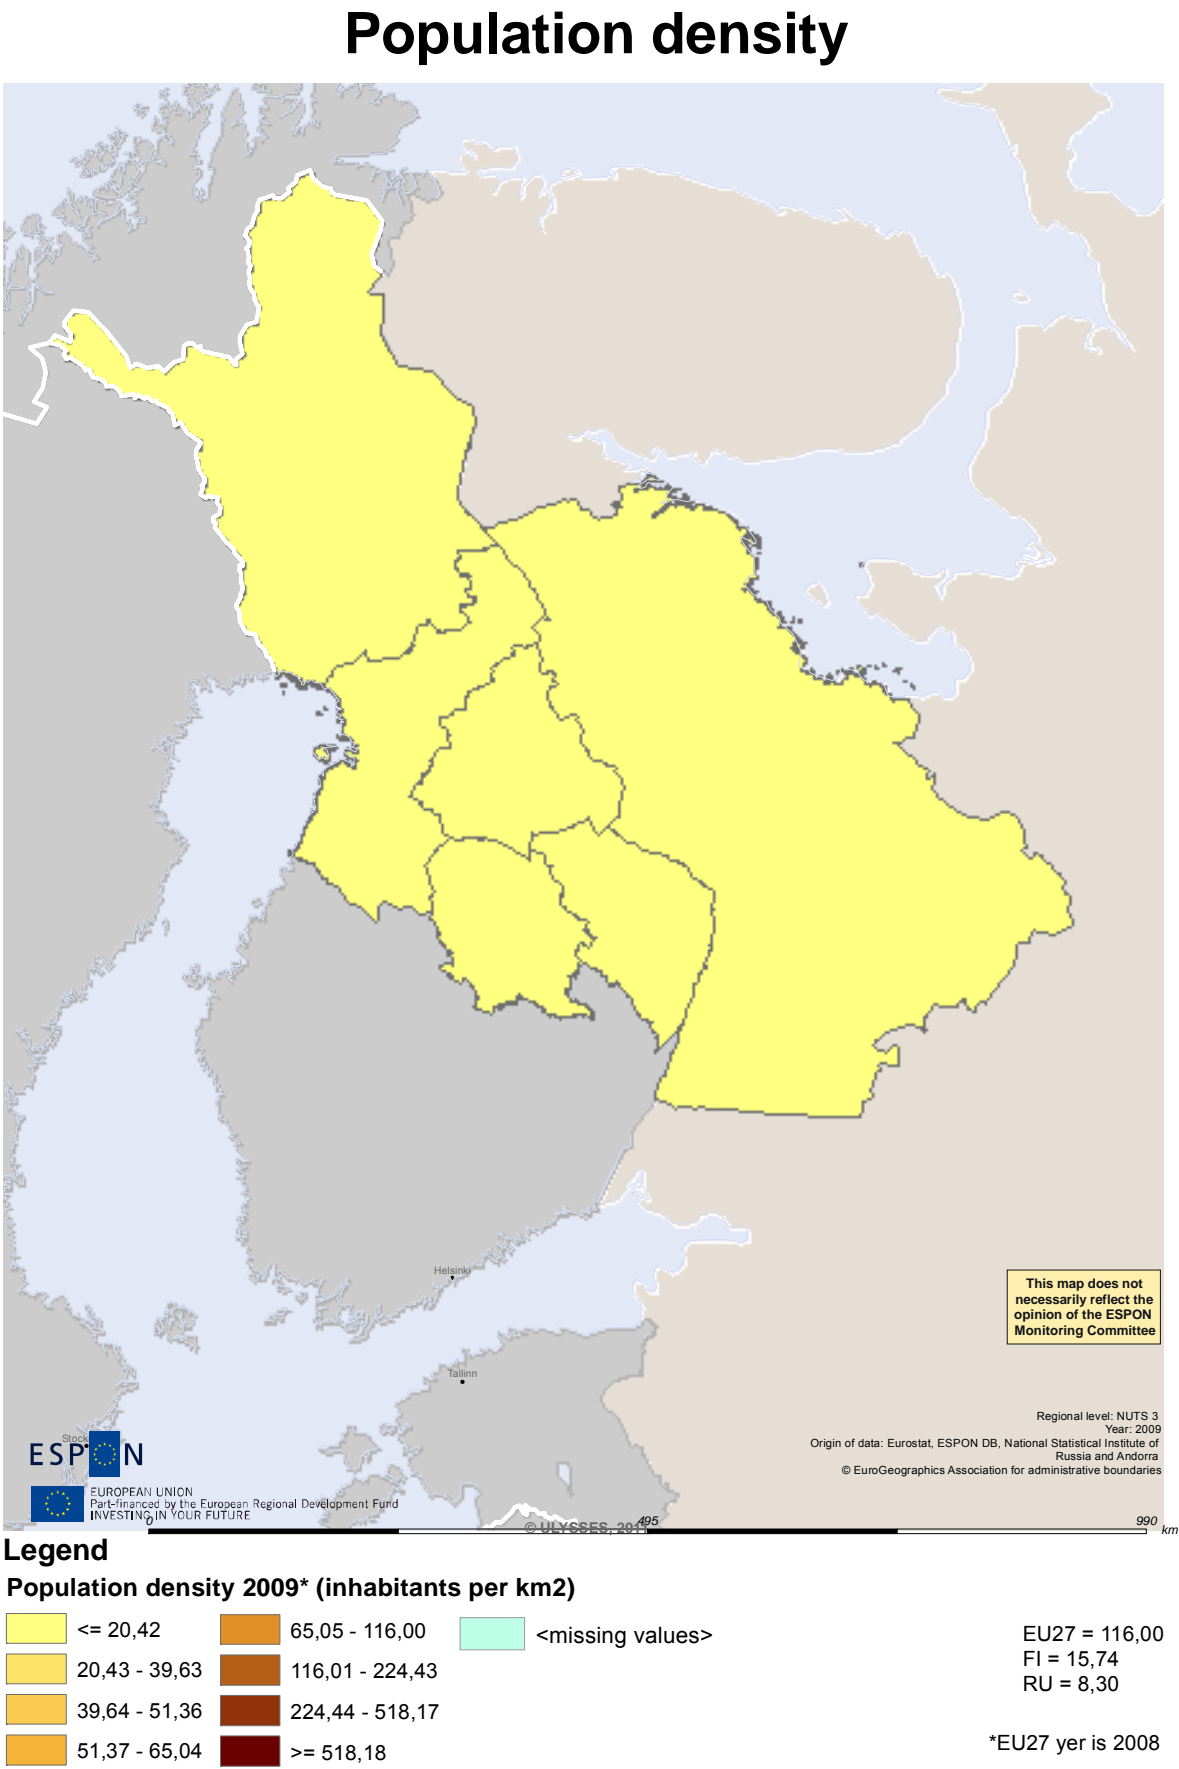 Population density
Helsinki
Tallinn
Stock
This map does not
necessarily reflect the
opinion of the ESPON
Monitoring Committee
Regional level: NUTS 3
Year: 2009
Origin of data: Eurostat, ESPON DB, National Statistical Institute of
Russia and Andorra
© EuroGeographics Association for administrative boundaries
ESPON
EUROPEAN UNION
Part-financed by the European Regional Development Fund
INVESTING IN YOUR FUTURE
0 495 990 km
© ULYSSES,
Legend
Population density 2009* (inhabitants per km2)
<= 20,42
20,43 - 39,63
39,64 - 51,36
51,37 - 65,04
65,05 - 116,00
116,01 - 224,43
224,44 - 518,17
>= 518,18
<missing values>
EU27 = 116,00
FI = 15,74
RU = 8,30
*EU27 yer is 2008